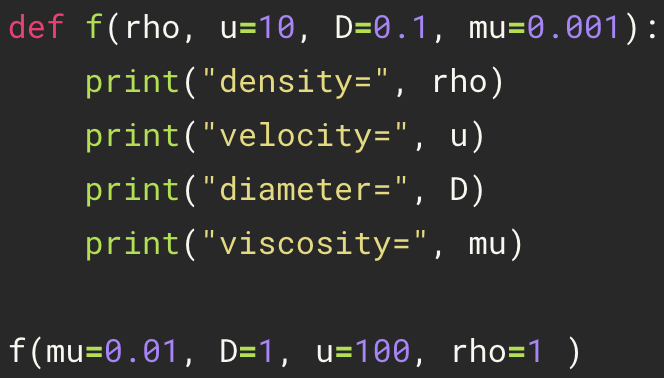 def f(rho, u=10, D=0.1, mu=0.001):
    print("density=", rho)
    print("velocity=", u)
    print("diameter=", D)
    print("viscosity=", mu)
f(mu=0.01, D=1, u=100, rho=1 )